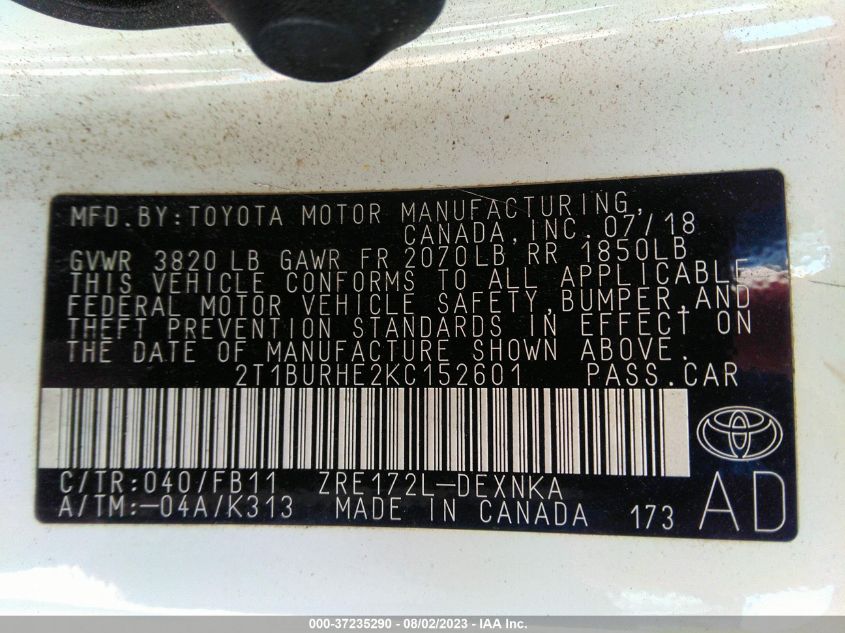 MFD.BY:TOYOTA MOTOR MANUFACTURING,
CANADA,INC. 07/18
GVWR 3820 LB GAWR FR 2070LB RR 1850LB
THIS VEHICLE CONFORMS TO ALL APPLICABLE
FEDERAL MOTOR VEHICLE SAFETY,BUMPER,AND
THEFT PREVENTION STANDARDS IN EFFECT ON
THE DATE OF MANUFACTURE SHOWN ABOVE.
2T1BURHE2KC152601 PASS.CAR
C/TR:040/FB11 ZRE172L-DEXNKA
A/TM:-04A/K313 MADE IN CANADA 173 AD
000-37235290 - 08/02/2023 - IAA Inc.